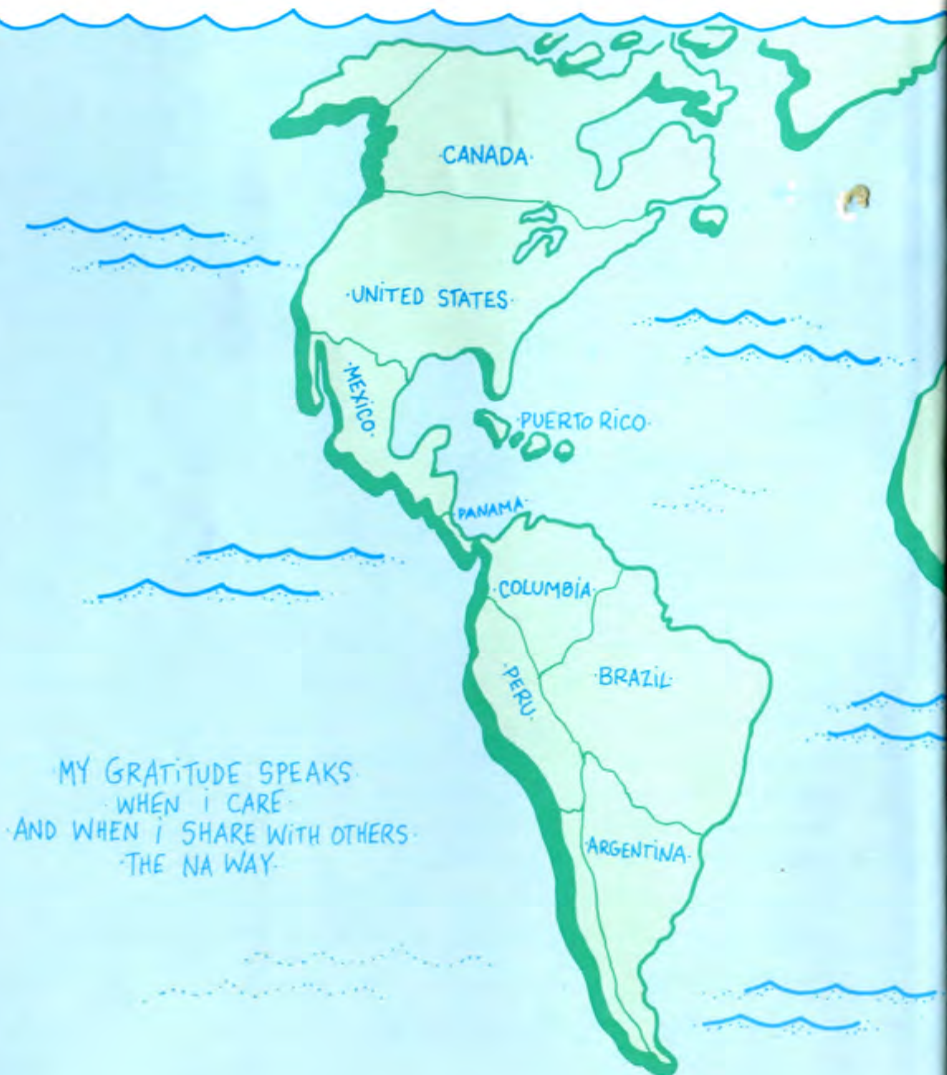 ·CANADA·
·UNITED STATES·
·MEXICO·
·PUERTO RICO·
·PANAMA·
·COLUMBIA·
·PERU·
·BRAZIL·
·MY GRATITUDE SPEAKS·
·WHEN i CARE·
·AND WHEN i SHARE WITH OTHERS·
·THE NA WAY·
·ARGENTINA·